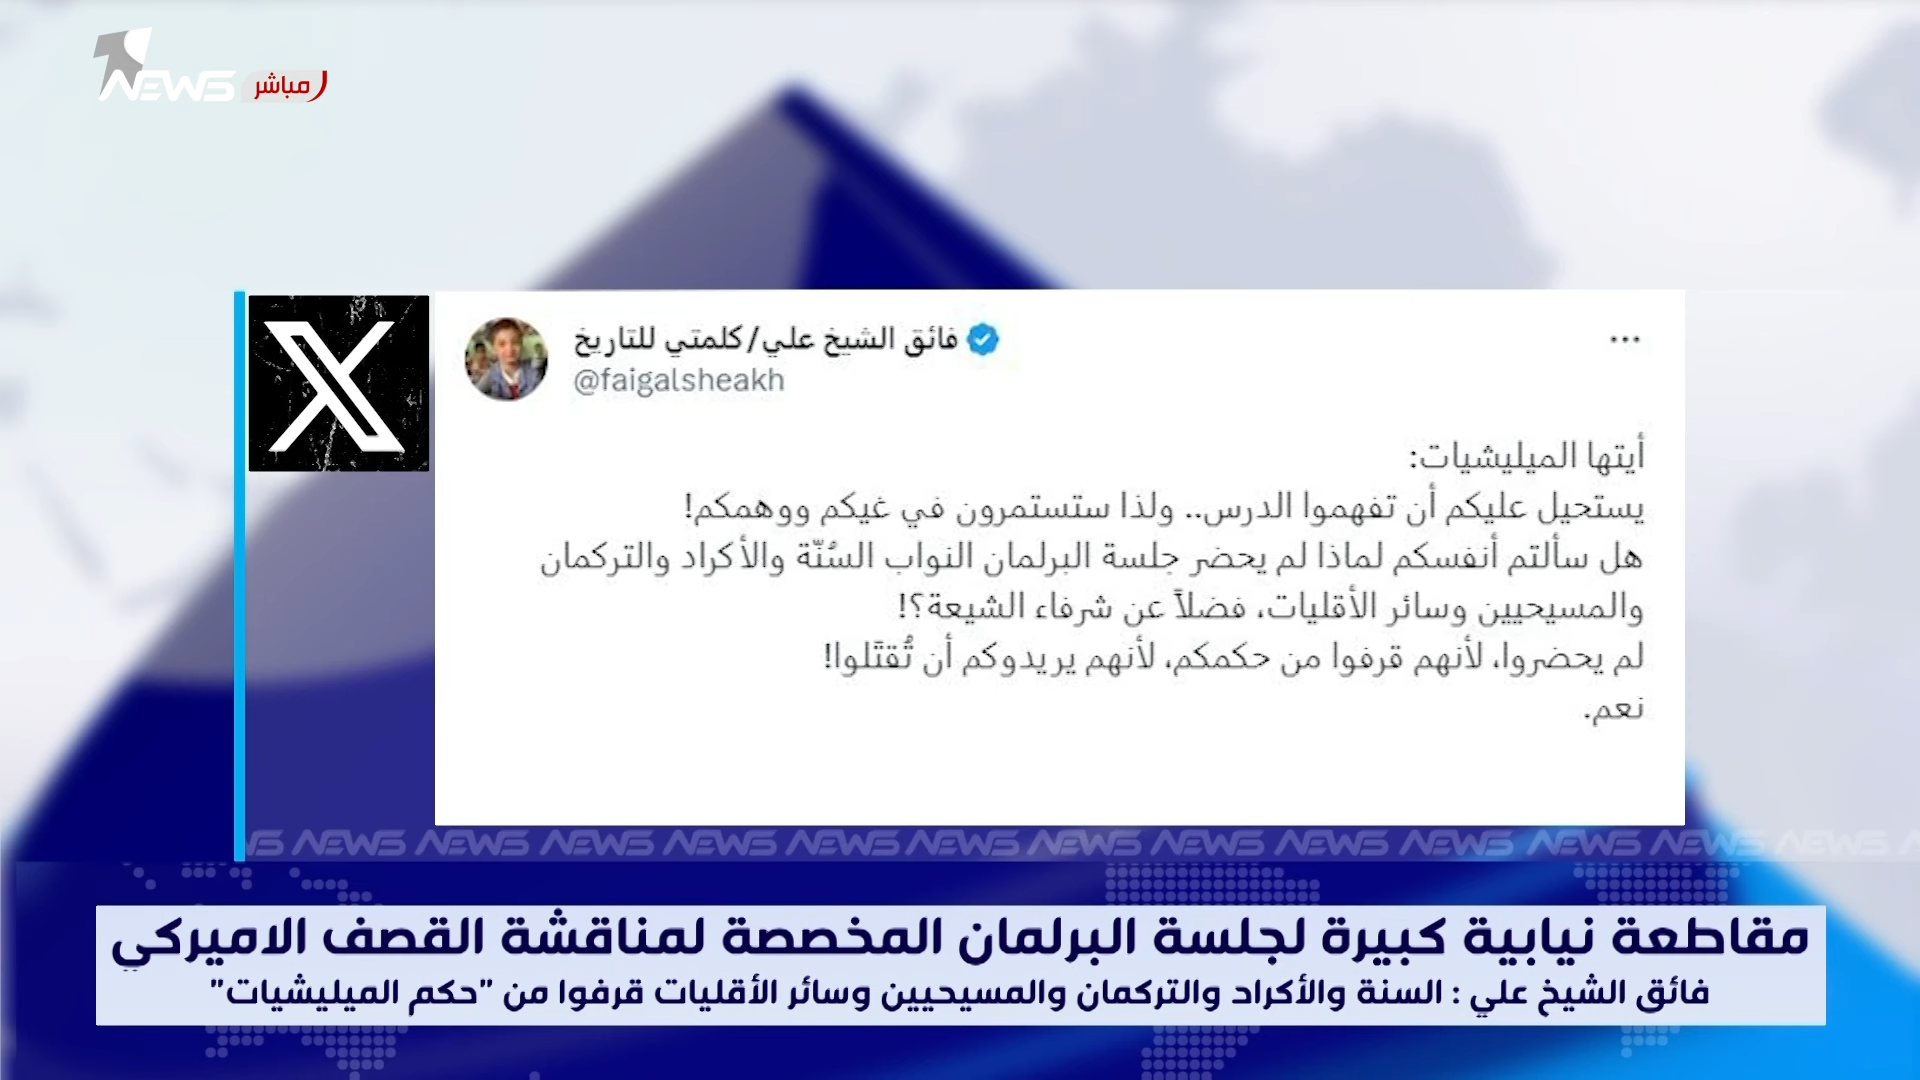 NEWS مباشر
X
فائق الشيخ علي/كلمتي للتاريخ
@faigalsheakh
أيتها الميليشيات:
يستحيل عليكم أن تفهموا الدرس.. ولذا ستستمرون في غيكم ووهمكم!
هل سألتم أنفسكم لماذا لم يحضر جلسة البرلمان النواب السُنّة والأكراد والتركمان
والمسيحيين وسائر الأقليات، فضلاً عن شرفاء الشيعة؟!
لم يحضروا، لأنهم قرفوا من حكمكم، لأنهم يريدوكم أن تُقتَلوا!
نعم.
NEWS NEWS NEWS NEWS NEWS NEWS NEWS NEWS NEWS NEWS NEWS NEWS NEWS
مقاطعة نيابية كبيرة لجلسة البرلمان المخصصة لمناقشة القصف الاميركي
فائق الشيخ علي : السنة والأكراد والتركمان والمسيحيين وسائر الأقليات قرفوا من "حكم الميليشيات"